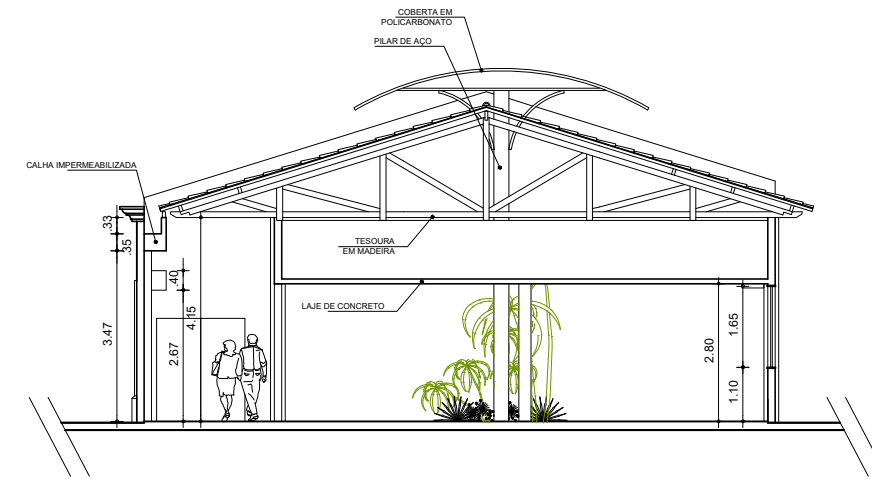 COBERTA EM
POLICARBONATO
PILAR DE AÇO
CALHA IMPERMEABILIZADA
TESOURA
EM MADEIRA
LAJE DE CONCRETO
.33
.35
.40
4.15
3.47
2.67
2.80
1.65
1.10